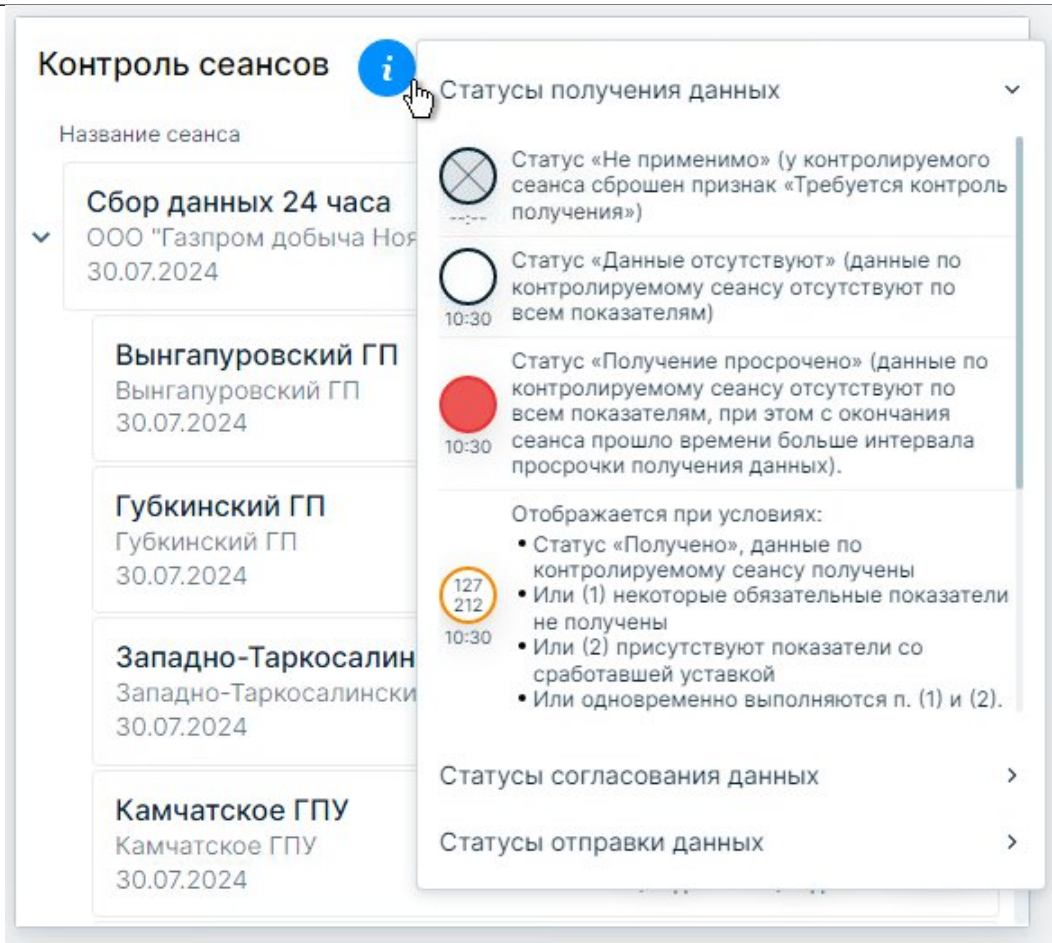 Контроль сеансов
i
Название сеанса
Сбор данных 24 часа
ООО "Газпром добыча Ноя
30.07.2024
Вынгапуровский ГП
Вынгапуровский ГП
30.07.2024
Губкинский ГП
Губкинский ГП
30.07.2024
Западно-Таркосалин
Западно-Таркосалински
30.07.2024
Камчатское ГПУ
Камчатское ГПУ
30.07.2024
Статусы получения данных
--:--
Статус «Не применимо» (у контролируемого
сеанса сброшен признак «Требуется контроль
получения»)
10:30
Статус «Данные отсутствуют» (данные по
контролируемому сеансу отсутствуют по
всем показателям)
10:30
Статус «Получение просрочено» (данные по
контролируемому сеансу отсутствуют по
всем показателям, при этом с окончания
сеанса прошло времени больше интервала
просрочки получения данных).
127
212
10:30
Отображается при условиях:
• Статус «Получено», данные по
контролируемому сеансу получены
• Или (1) некоторые обязательные показатели
не получены
• Или (2) присутствуют показатели со
сработавшей уставкой
• Или одновременно выполняются п. (1) и (2).
Статусы согласования данных
Статусы отправки данных